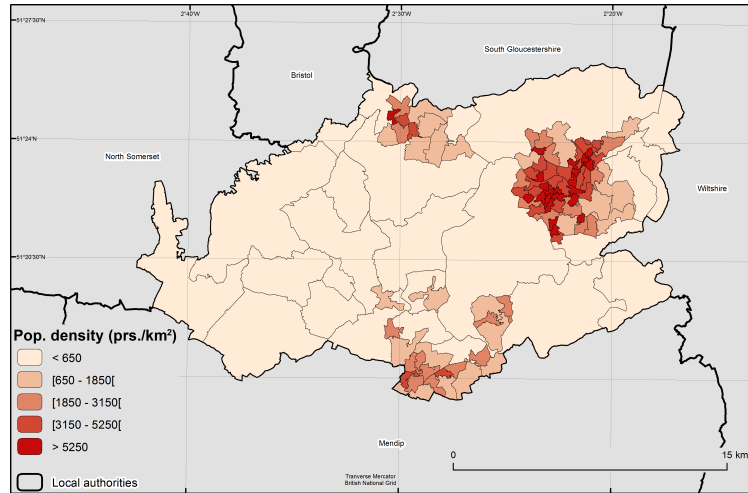 2°40'W
2°30'W
2°20'W
51°27'30"N
South Gloucestershire
Bristol
51°24'N
North Somerset
Wiltshire
51°20'30"N
Pop. density (prs./km²)
< 650
[650 - 1850[
[1850 - 3150[
[3150 - 5250[
> 5250
Local authorities
Mendip
Tranverse Mercator
British National Grid
0
15 km